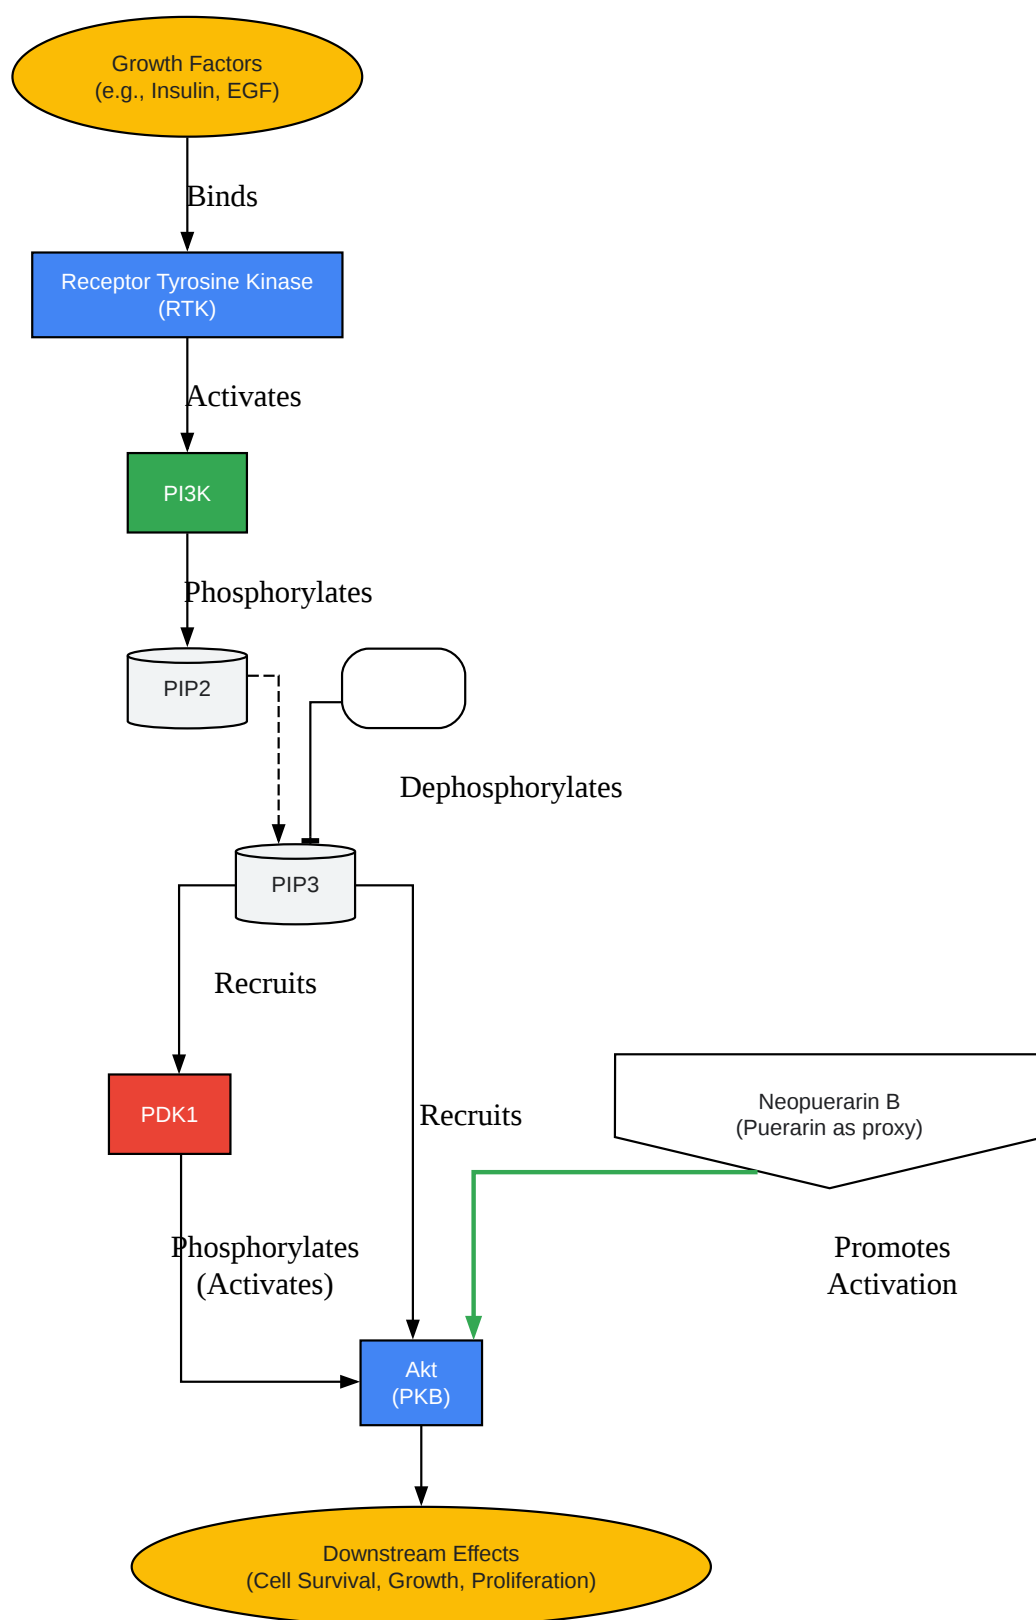 Growth Factors
(e.g., Insulin, EGF)
Binds
Receptor Tyrosine Kinase
(RTK)
Activates
PI3K
Phosphorylates
PIP2
Dephosphorylates
PIP3
Recruits
PDK1
Recruits
Neopuerarin B
(Puerarin as proxy)
Phosphorylates
(Activates)
Promotes
Activation
Akt
(PKB)
Downstream Effects
(Cell Survival, Growth, Proliferation)